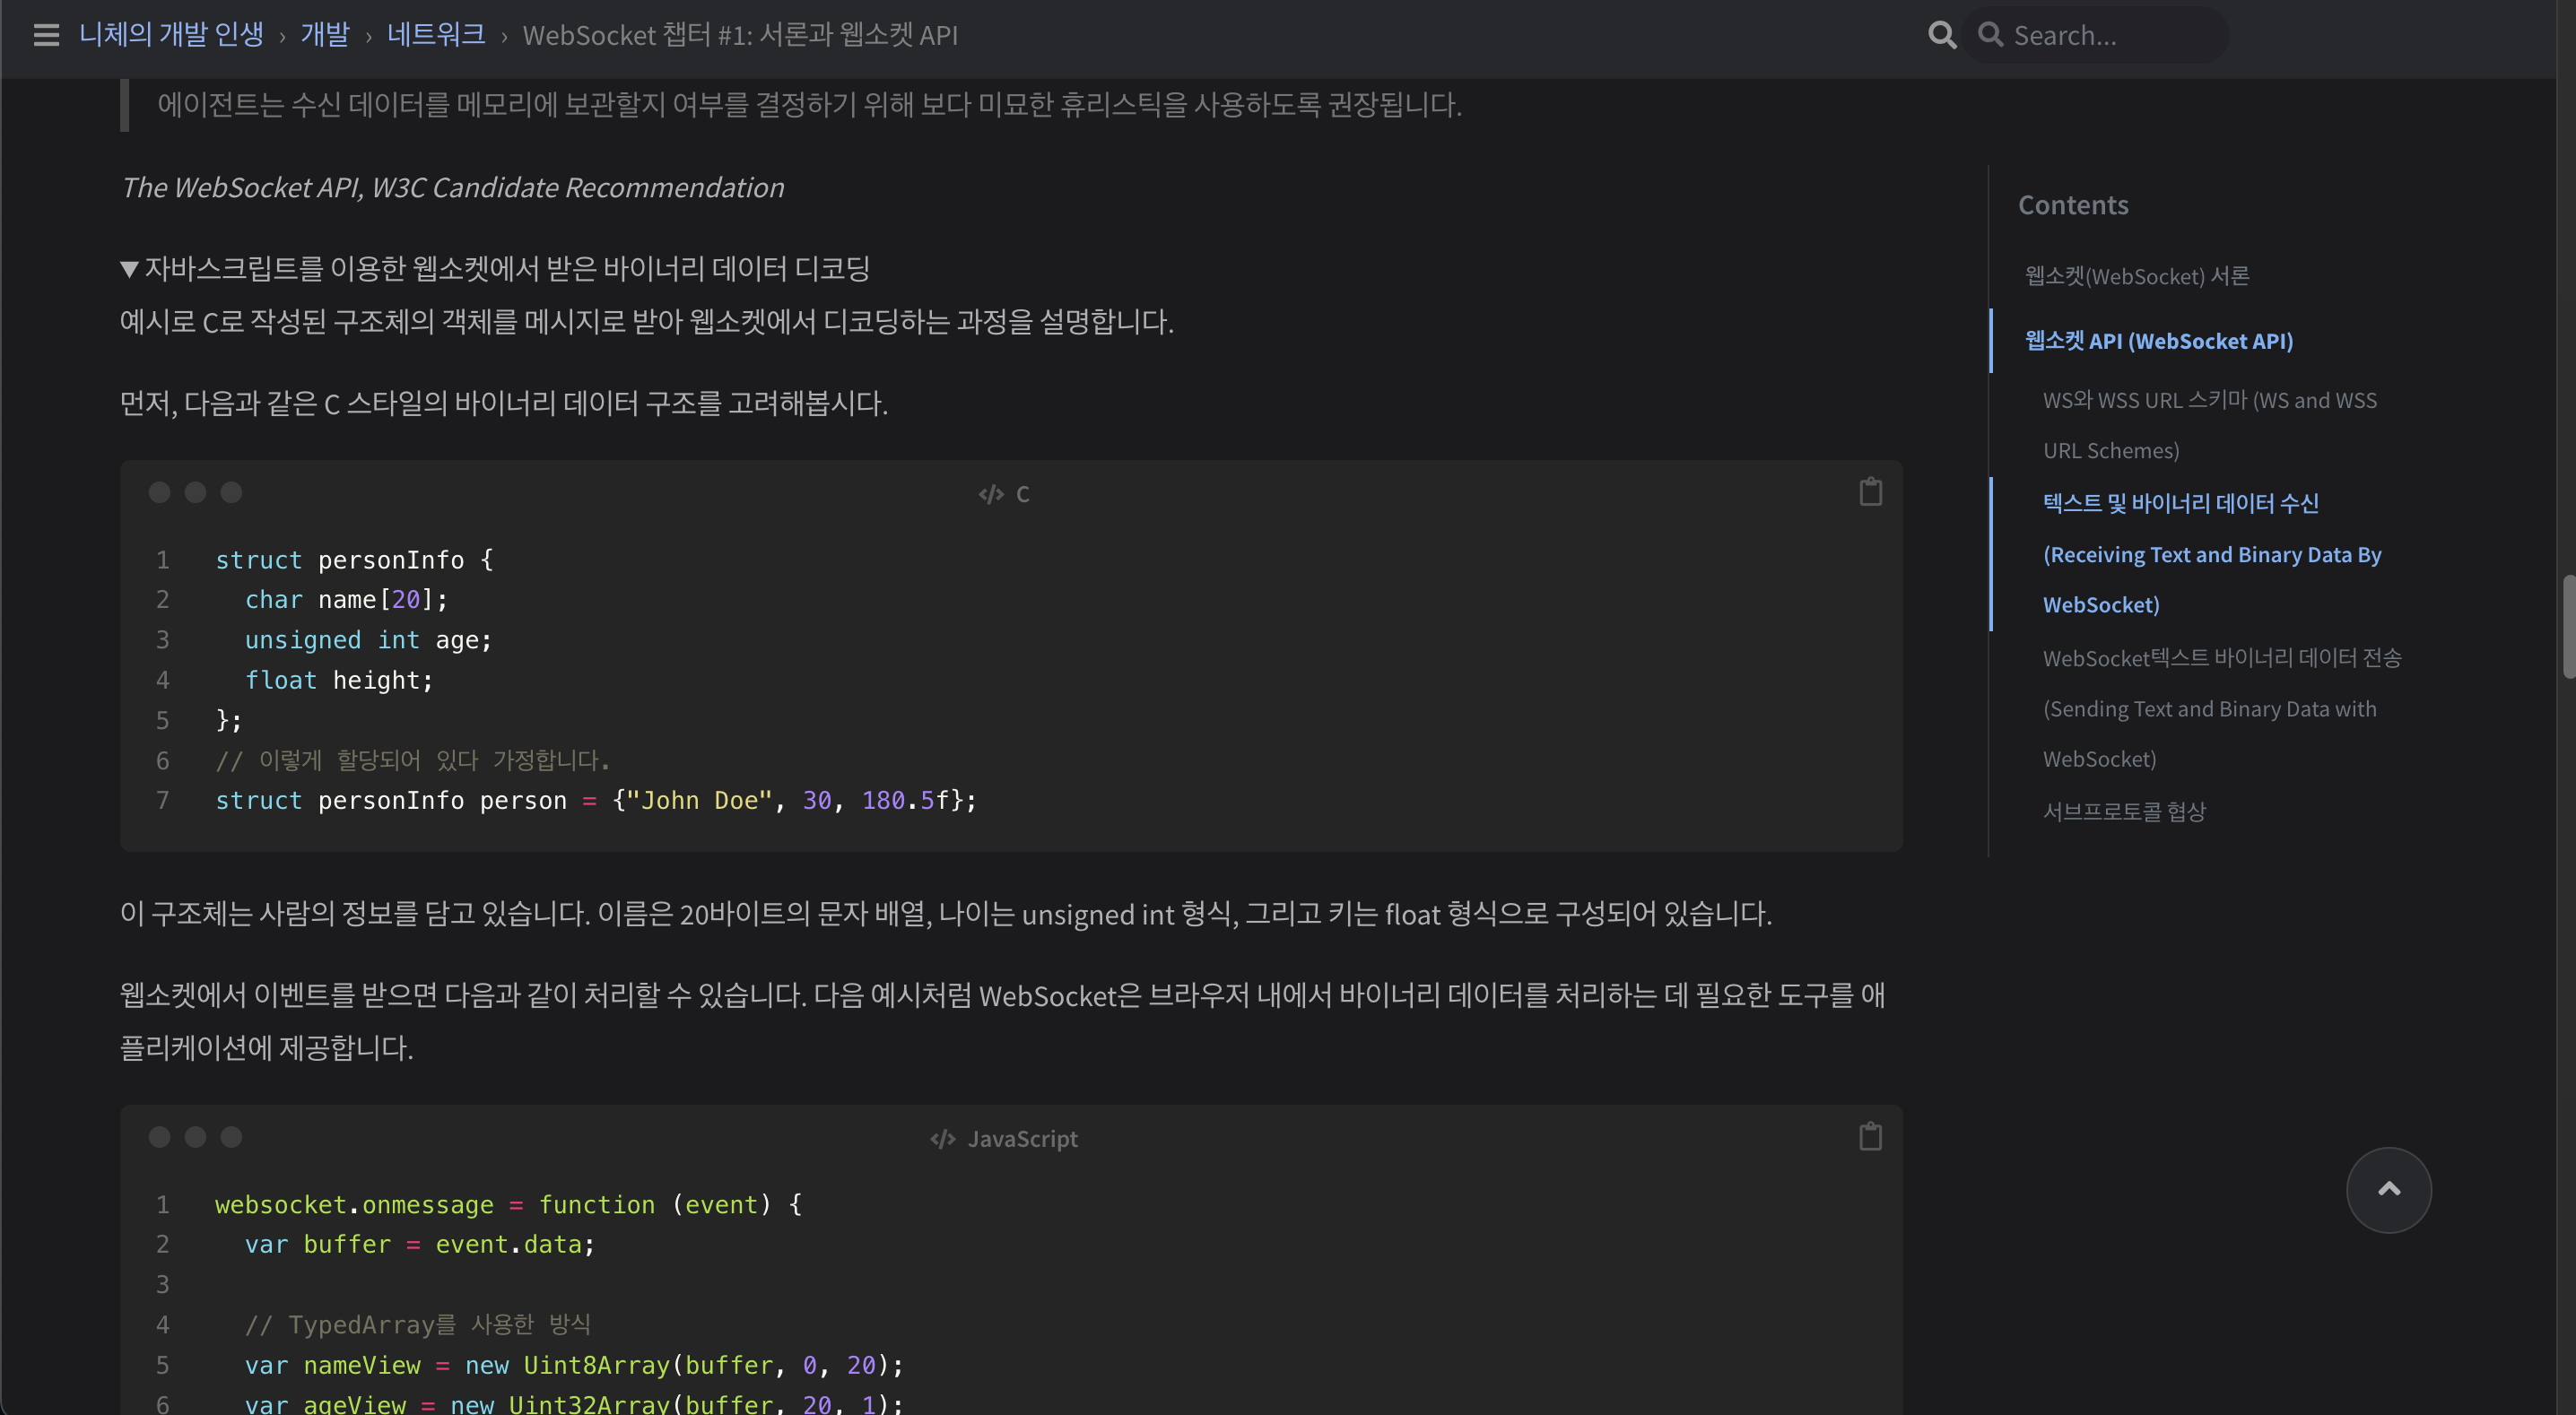 니체의 개발 인생 › 개발 › 네트워크 › WebSocket 챕터 #1: 서론과 웹소켓 API
Search...
에이전트는 수신 데이터를 메모리에 보관할지 여부를 결정하기 위해 보다 미묘한 휴리스틱을 사용하도록 권장됩니다.
The WebSocket API, W3C Candidate Recommendation
▼ 자바스크립트를 이용한 웹소켓에서 받은 바이너리 데이터 디코딩
예시로 C로 작성된 구조체의 객체를 메시지로 받아 웹소켓에서 디코딩하는 과정을 설명합니다.
먼저, 다음과 같은 C 스타일의 바이너리 데이터 구조를 고려해봅시다.
</> C
1 struct personInfo {
2 char name[20];
3 unsigned int age;
4 float height;
5 };
6 // 이렇게 할당되어 있다 가정합니다.
7 struct personInfo person = {"John Doe", 30, 180.5f};
이 구조체는 사람의 정보를 담고 있습니다. 이름은 20바이트의 문자 배열, 나이는 unsigned int 형식, 그리고 키는 float 형식으로 구성되어 있습니다.
웹소켓에서 이벤트를 받으면 다음과 같이 처리할 수 있습니다. 다음 예시처럼 WebSocket은 브라우저 내에서 바이너리 데이터를 처리하는 데 필요한 도구를 애
플리케이션에 제공합니다.
</> JavaScript
1 websocket.onmessage = function (event) {
2 var buffer = event.data;
3
4 // TypedArray를 사용한 방식
5 var nameView = new Uint8Array(buffer, 0, 20);
6 var ageView = new Uint32Array(buffer, 20, 1);
Contents
웹소켓(WebSocket) 서론
웹소켓 API (WebSocket API)
WS와 WSS URL 스키마 (WS and WSS
URL Schemes)
텍스트 및 바이너리 데이터 수신
(Receiving Text and Binary Data By
WebSocket)
WebSocket텍스트 바이너리 데이터 전송
(Sending Text and Binary Data with
WebSocket)
서브프로토콜 협상